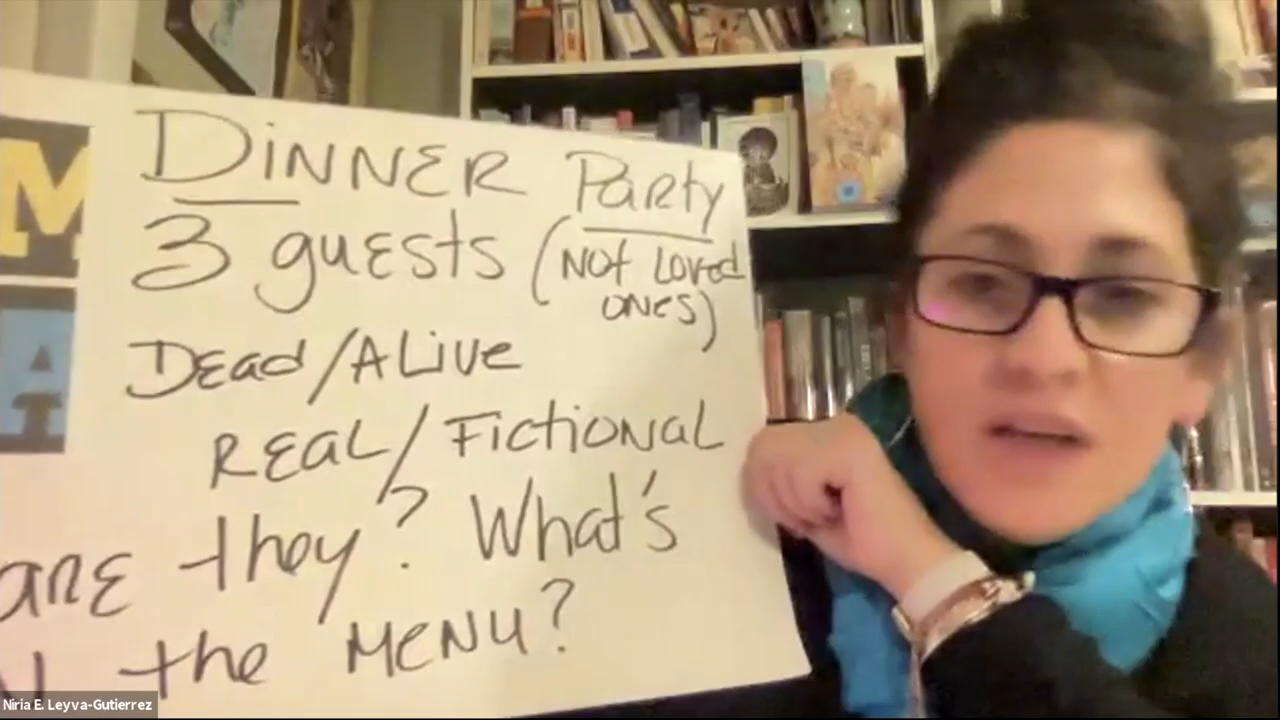 DINNER Party
3 guests (NOT LOVED
ONES)
DEAD/ALIVE
REAL/FICTIONAL
ARE they? What's
the MENU?
M
A
T
Niria E. Leyva-Gutierrez